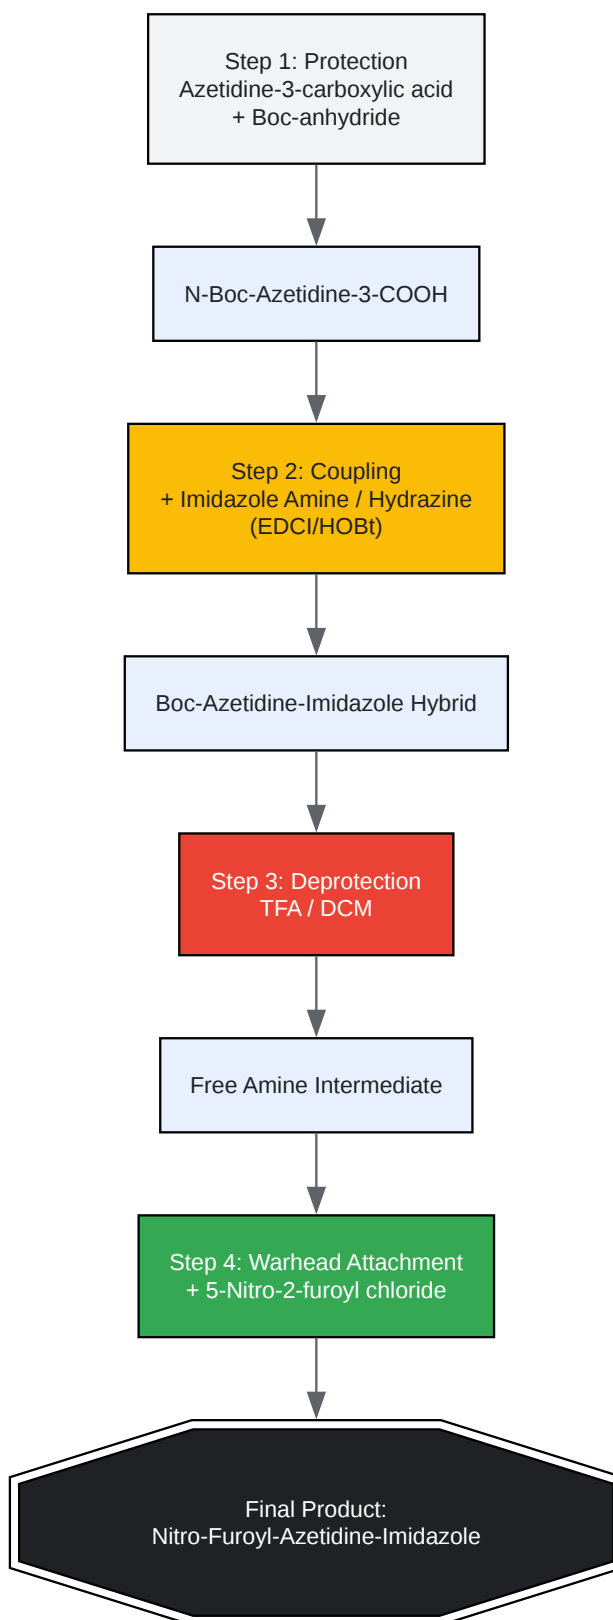 Step 1: Protection
Azetidine-3-carboxylic acid
+ Boc-anhydride
N-Boc-Azetidine-3-COOH
Step 2: Coupling
+ Imidazole Amine / Hydrazine
(EDCI/HOBt)
Boc-Azetidine-Imidazole Hybrid
Step 3: Deprotection
TFA / DCM
Free Amine Intermediate
Step 4: Warhead Attachment
+ 5-Nitro-2-furoyl chloride
Final Product:
Nitro-Furoyl-Azetidine-Imidazole